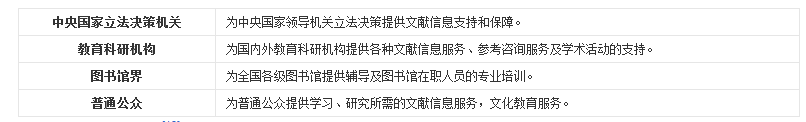 中央国家立法决策机关 为中央国家领导机关立法决策提供文献信息支持和保障。
教育科研机构 为国内外教育科研机构提供各种文献信息服务、参考咨询服务及学术活动的支持。
图书馆界 为全国各级图书馆提供辅导及图书馆在职人员的专业培训。
普通公众 为普通公众提供学习、研究所需的文献信息服务，文化教育服务。